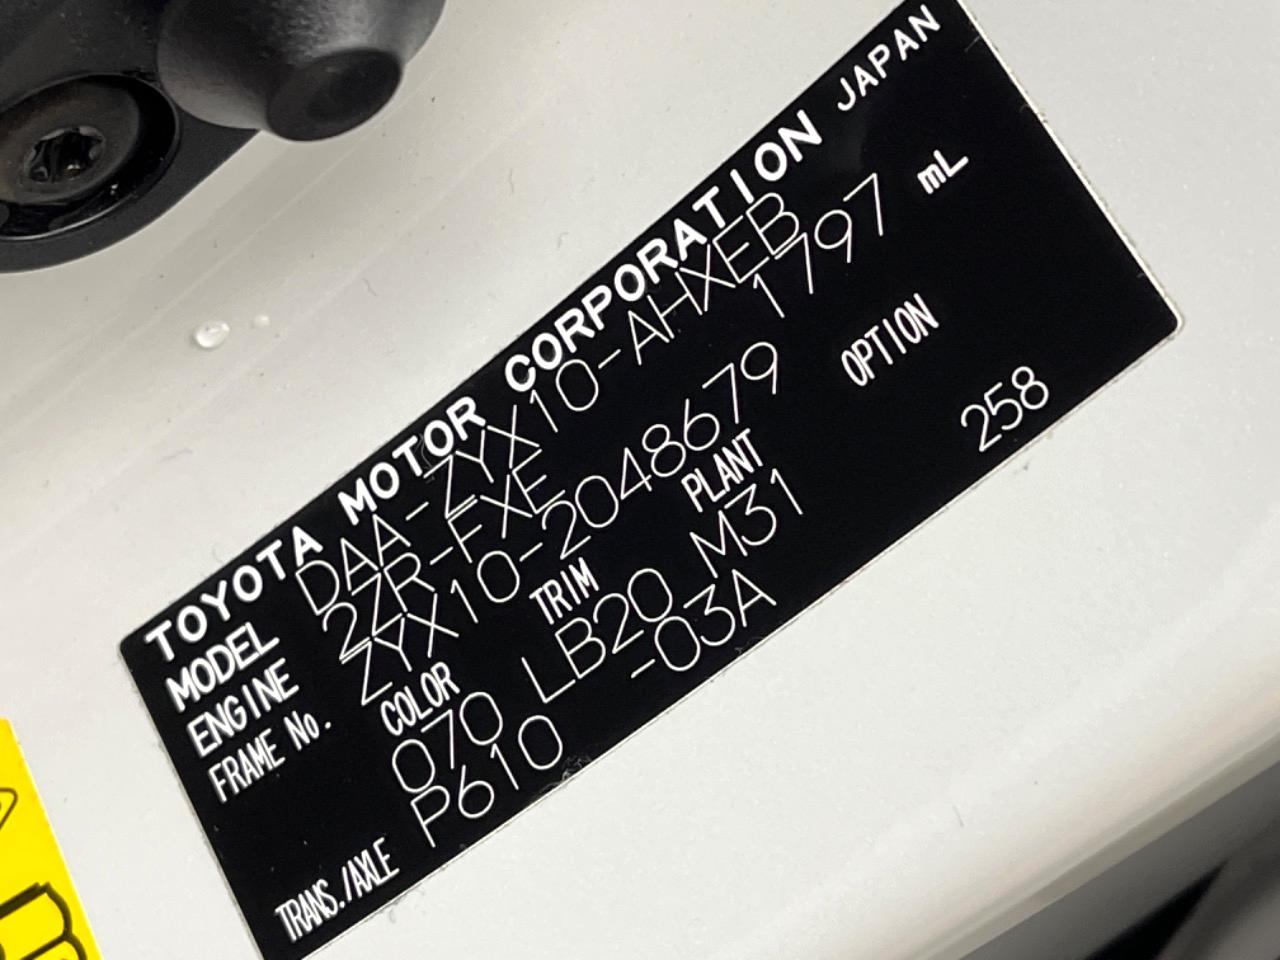 TOYOTA MOTOR CORPORATION JAPAN
MODEL DAA-ZYX10-AHXEB
ENGINE 2ZR-FXE 1797 mL
FRAME No. ZYX10-2048679
COLOR TRIM PLANT OPTION
070 LB20 M31 258
TRANS./AXLE P610 -03A